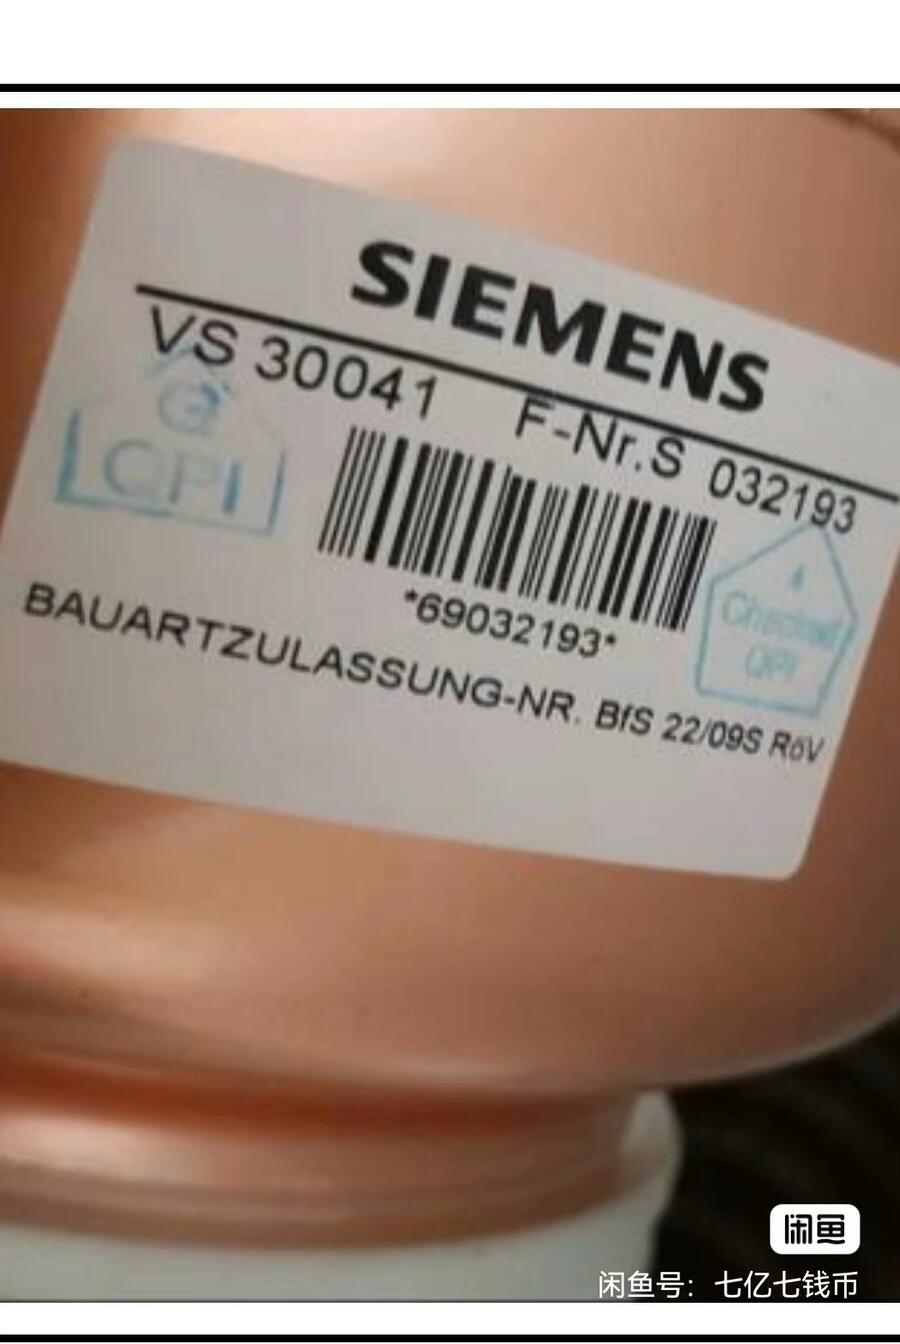 SIEMENS
VS 30041 F-Nr.S 032193
QPI
*69032193*
4
Checked
QPI
BAUARTZULASSUNG-NR. BfS 22/09S RöV
闲鱼
闲鱼号：七亿七钱币